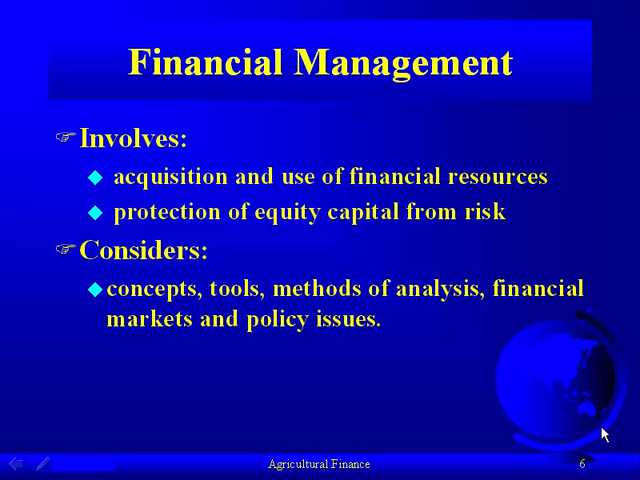 Financial Management
Involves:
acquisition and use of financial resources
protection of equity capital from risk
Considers:
concepts, tools, methods of analysis, financial
markets and policy issues.
Agricultural Finance
6